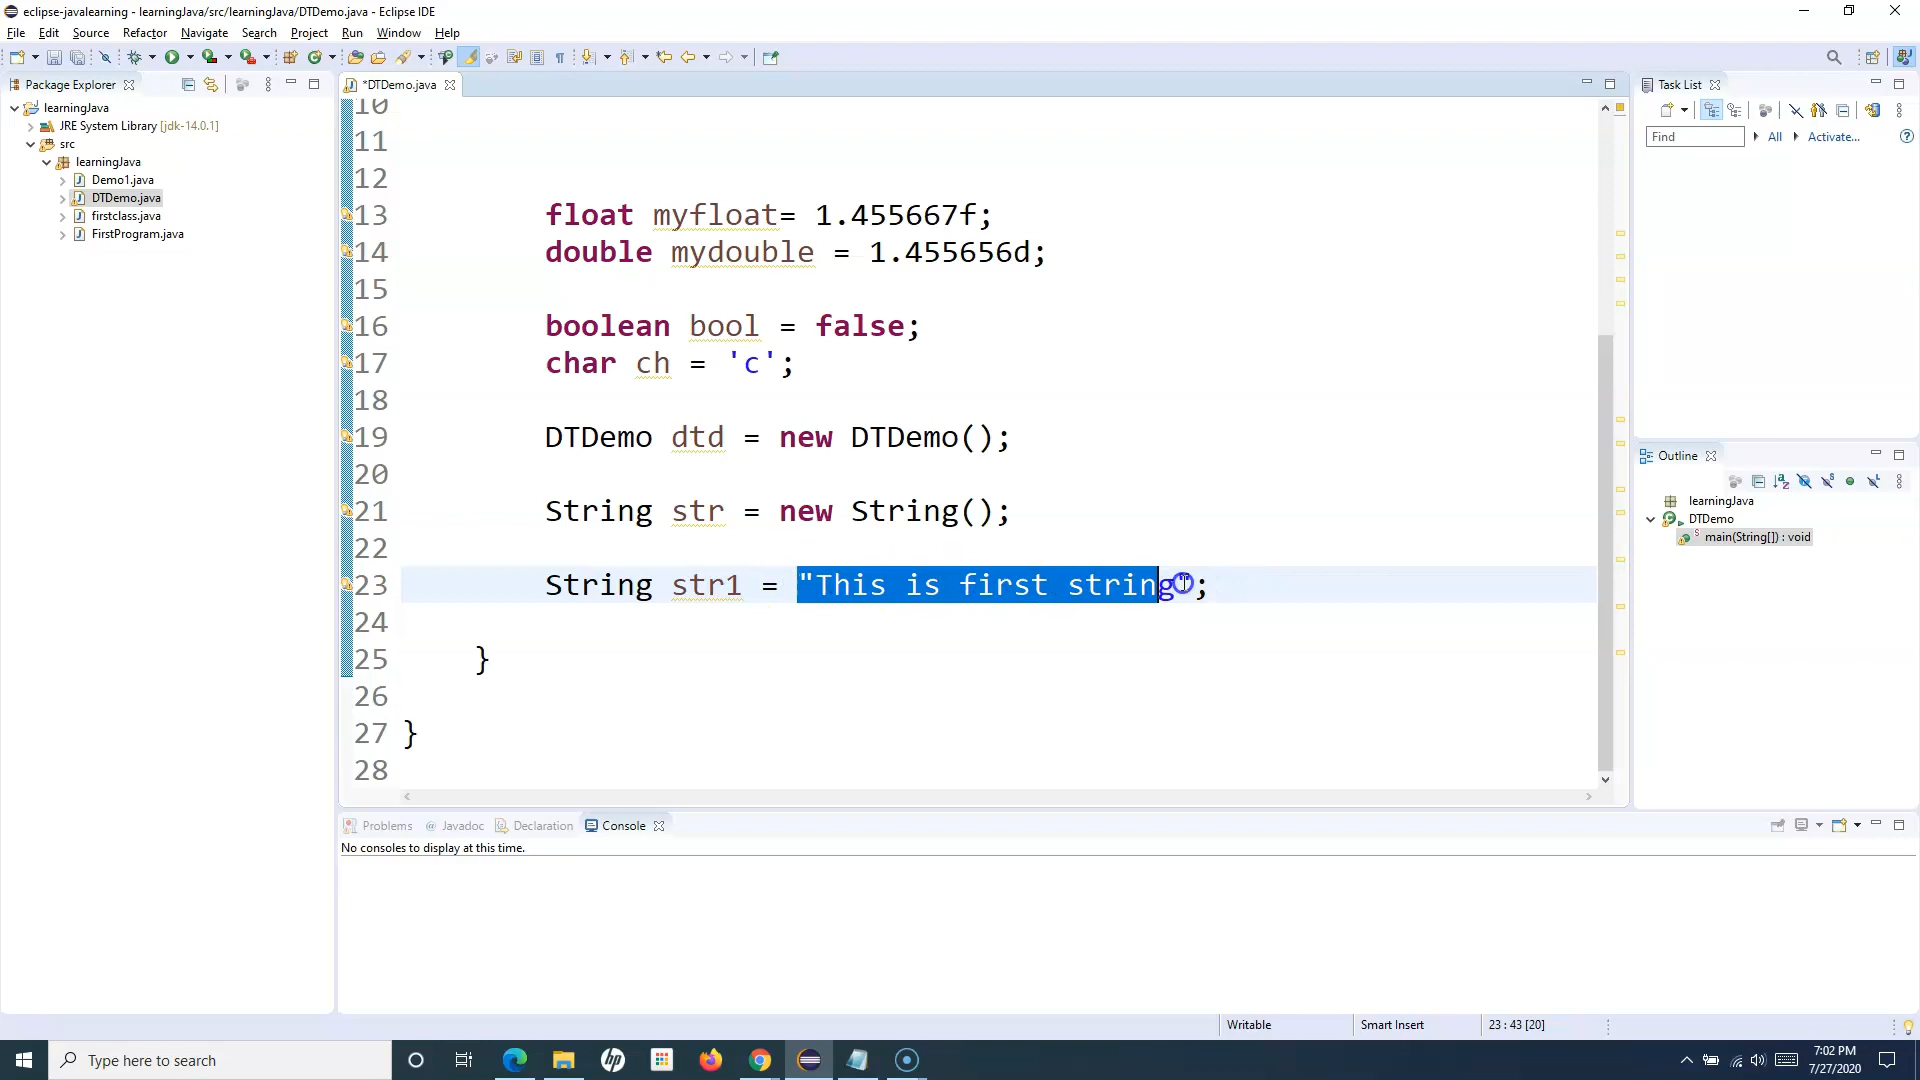 eclipse-javalearning - learningJava/src/learningJava/DTDemo.java - Eclipse IDE
File Edit Source Refactor Navigate Search Project Run Window Help
Package Explorer
*DTDemo.java
Task List
learningJava
JRE System Library [jdk-14.0.1]
src
learningJava
Demo1.java
DTDemo.java
firstclass.java
FirstProgram.java
10
11
12
13 float myfloat= 1.455667f;
14 double mydouble = 1.455656d;
15
16 boolean bool = false;
17 char ch = 'c';
18
19 DTDemo dtd = new DTDemo();
20
21 String str = new String();
22
23 String str1 = "This is first string";
24
25 }
26
27 }
28
Find All Activate...
Outline
learningJava
DTDemo
main(String[]) : void
Problems Javadoc Declaration Console
No consoles to display at this time.
Writable Smart Insert 23 : 43 [20]
Type here to search
7:02 PM
7/27/2020